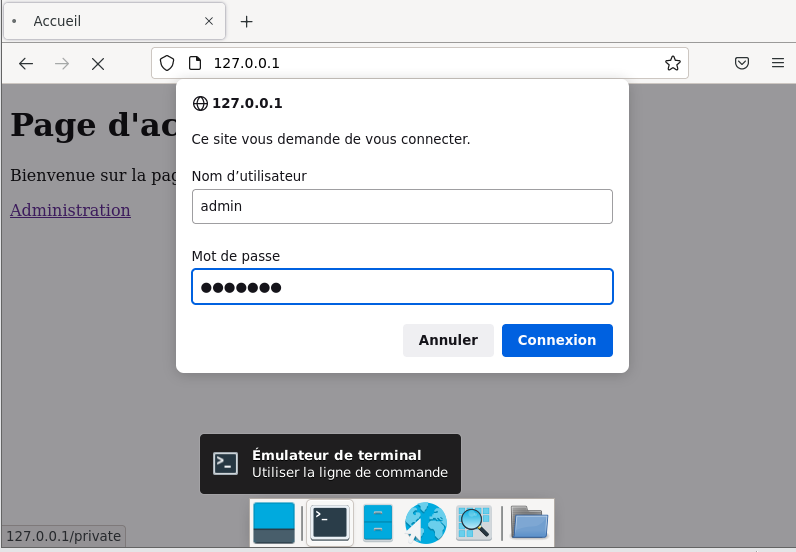 Accueil
127.0.0.1
127.0.0.1
Page d'ac
Ce site vous demande de vous connecter.
Bienvenue sur la pag
Nom d’utilisateur
admin
Administration
Mot de passe
●●●●●●●
Annuler
Connexion
Émulateur de terminal
Utiliser la ligne de commande
>_
>_
127.0.0.1/private